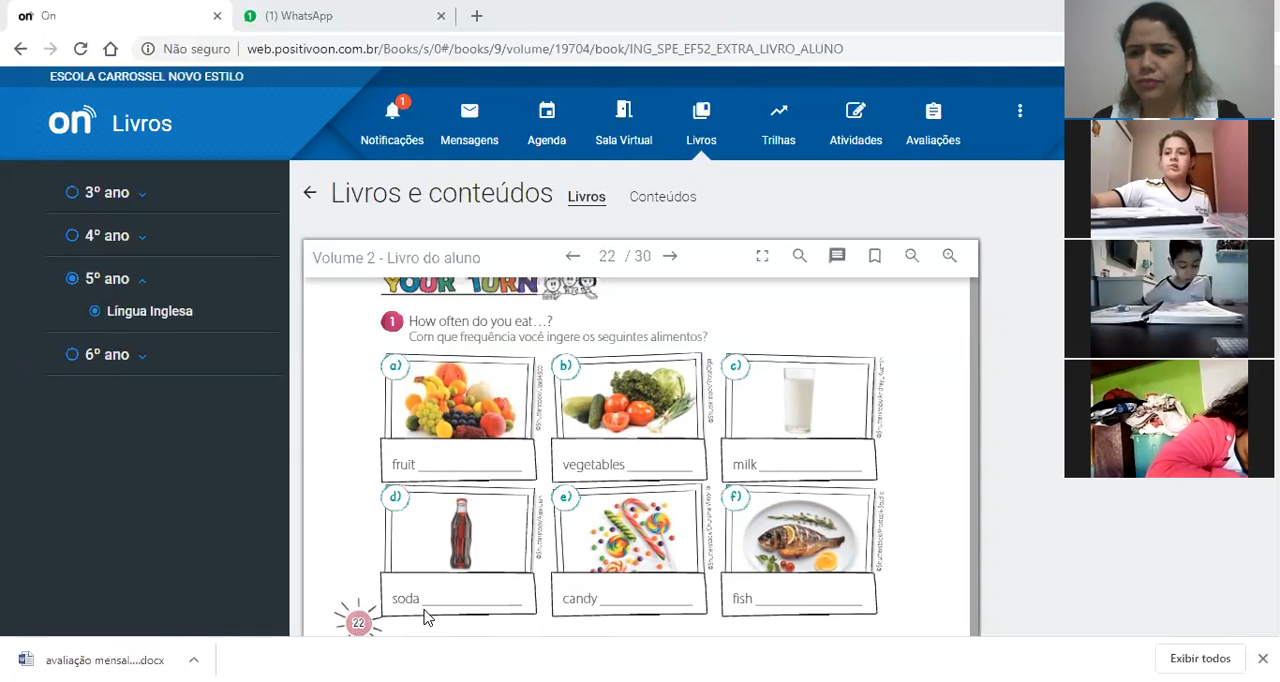 On
(1) WhatsApp
Não seguro
web.positivoon.com.br/Books/s/0#/books/9/volume/19704/book/ING_SPE_EF52_EXTRA_LIVRO_ALUNO
ESCOLA CARROSSEL NOVO ESTILO
on Livros
1
Notificações
Mensagens
Agenda
Sala Virtual
Livros
Trilhas
Atividades
Avaliações
3º ano
4º ano
5º ano
Língua Inglesa
6º ano
Livros e conteúdos
Livros
Conteúdos
Volume 2 - Livro do aluno
22 / 30
YOUR TURN
1 How often do you eat...?
Com que frequência você ingere os seguintes alimentos?
a)
b)
c)
fruit
vegetables
milk
d)
e)
f)
soda
candy
fish
22
avaliação mensal....docx
Exibir todos